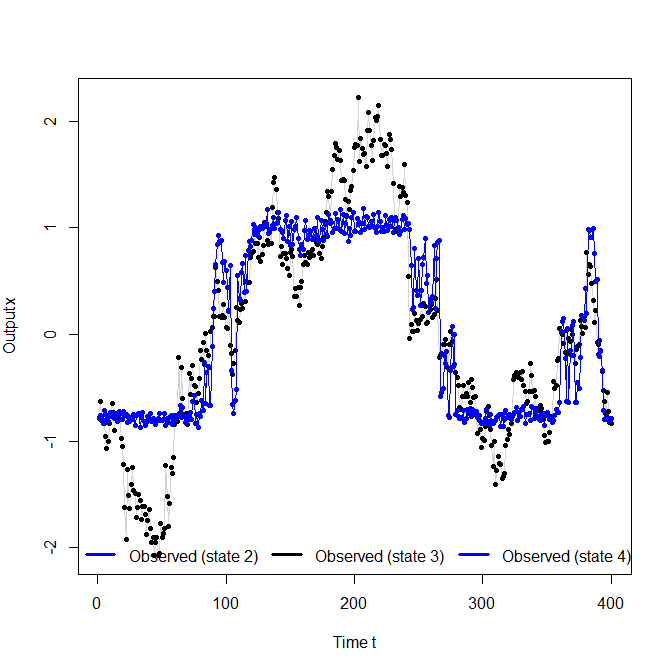 2
1
0
-1
-2
Outputx
Observed (state 2) Observed (state 3) Observed (state 4)
0 100 200 300 400
Time t